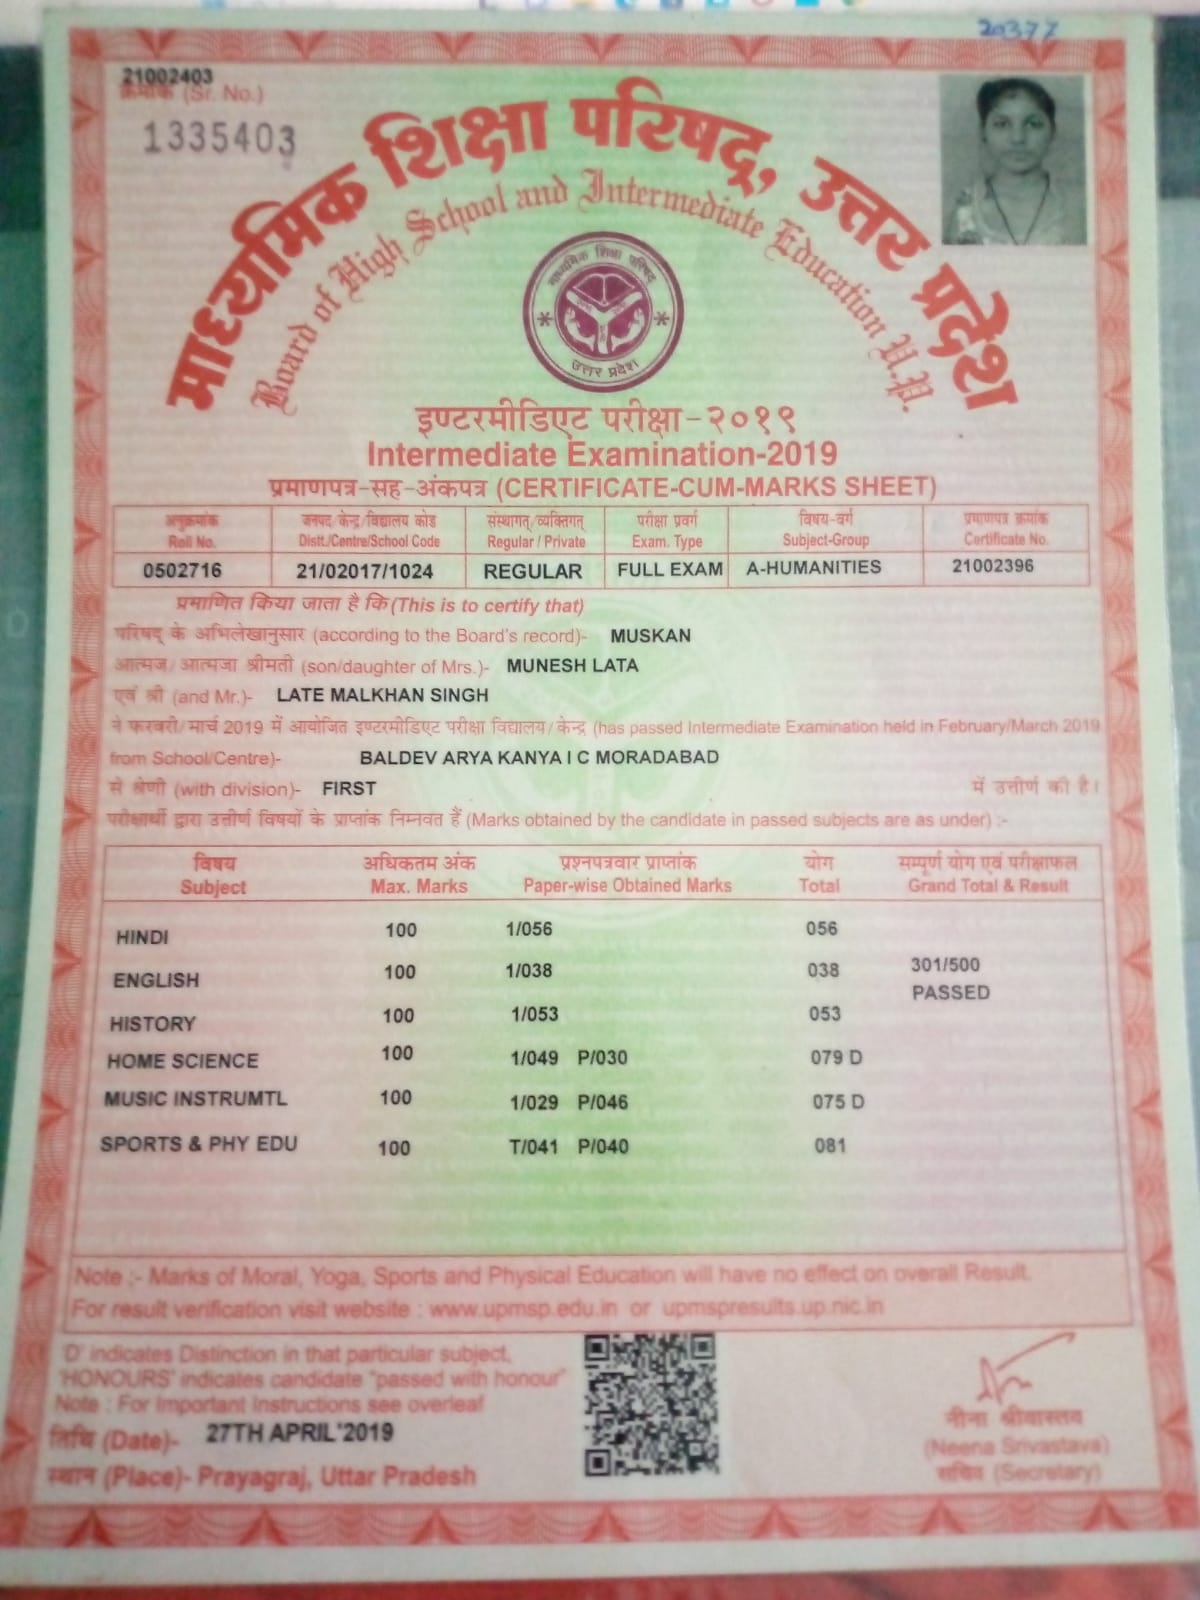 20377
21002403
क्रमांक (Sr. No.)
1335403
माध्यमिक शिक्षा परिषद्, उत्तर प्रदेश
Board of High School and Intermediate Education U.P.
माध्यमिक शिक्षा परिषद्
उत्तर प्रदेश
इण्टरमीडिएट परीक्षा-२०१९
Intermediate Examination-2019
प्रमाणपत्र-सह-अंकपत्र (CERTIFICATE-CUM-MARKS SHEET)
अनुक्रमांक जनपद/केन्द्र/विद्यालय कोड संस्थागत्/व्यक्तिगत् परीक्षा प्रवर्ग विषय-वर्ग प्रमाणपत्र क्रमांक
Roll No. Distt./Centre/School Code Regular / Private Exam. Type Subject-Group Certificate No.
0502716 21/02017/1024 REGULAR FULL EXAM A-HUMANITIES 21002396
प्रमाणित किया जाता है कि (This is to certify that)
परिषद् के अभिलेखानुसार (according to the Board's record)- MUSKAN
आत्मज/आत्मजा श्रीमती (son/daughter of Mrs.)- MUNESH LATA
एवं श्री (and Mr.)- LATE MALKHAN SINGH
ने फरवरी/मार्च 2019 में आयोजित इण्टरमीडिएट परीक्षा विद्यालय/केन्द्र (has passed Intermediate Examination held in February/March 2019
from School/Centre)- BALDEV ARYA KANYA I C MORADABAD
से श्रेणी (with division)- FIRST में उत्तीर्ण की है।
परीक्षार्थी द्वारा उत्तीर्ण विषयों के प्राप्तांक निम्नवत हैं (Marks obtained by the candidate in passed subjects are as under) :-
विषय अधिकतम अंक प्रश्नपत्रवार प्राप्तांक योग सम्पूर्ण योग एवं परीक्षाफल
Subject Max. Marks Paper-wise Obtained Marks Total Grand Total & Result
HINDI 100 1/056 056
ENGLISH 100 1/038 038 301/500
PASSED
HISTORY 100 1/053 053
HOME SCIENCE 100 1/049 P/030 079 D
MUSIC INSTRUMTL 100 1/029 P/046 075 D
SPORTS & PHY EDU 100 T/041 P/040 081
Note :- Marks of Moral, Yoga, Sports and Physical Education will have no effect on overall Result.
For result verification visit website : www.upmsp.edu.in or upmspresults.up.nic.in
'D' indicates Distinction in that particular subject,
'HONOURS' indicates candidate "passed with honour"
Note : For Important Instructions see overleaf
तिथि (Date)- 27TH APRIL'2019
स्थान (Place)- Prayagraj, Uttar Pradesh
नीना श्रीवास्तव
(Neena Srivastava)
सचिव (Secretary)